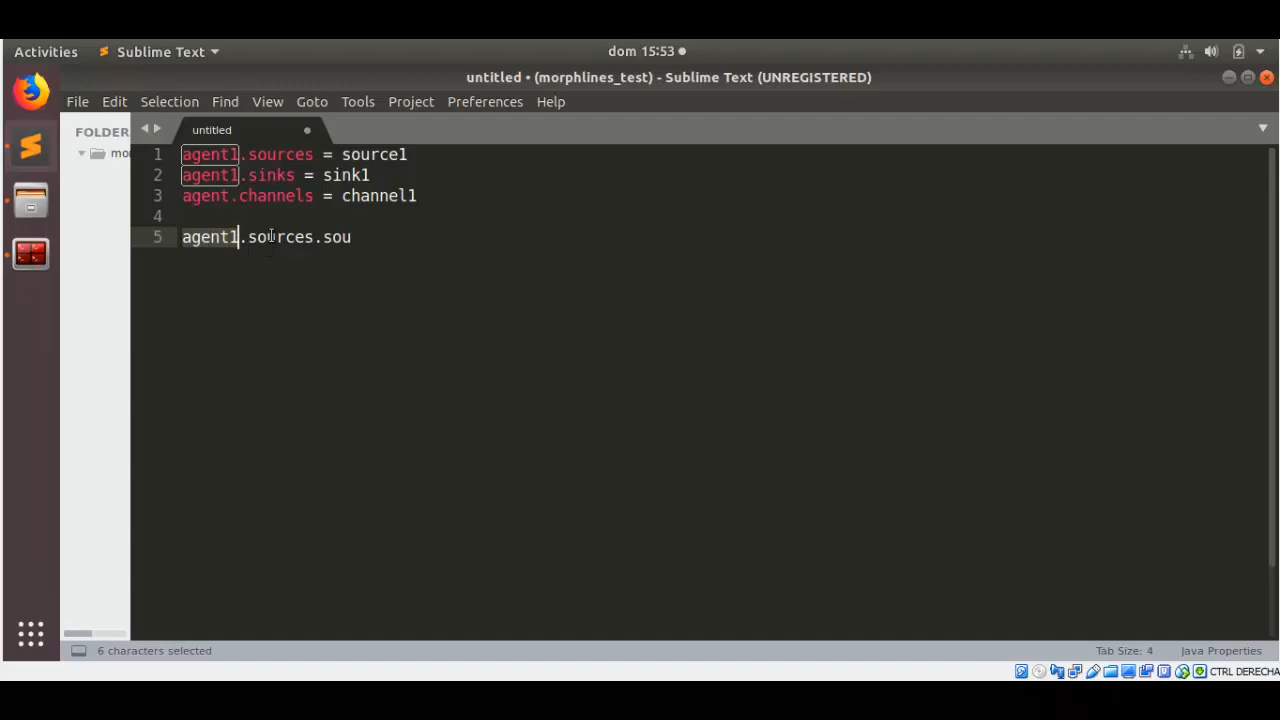 Activities Sublime Text dom 15:53
untitled • (morphlines_test) - Sublime Text (UNREGISTERED)
File Edit Selection Find View Goto Tools Project Preferences Help
FOLDER untitled
mor
1 agent1.sources = source1
2 agent1.sinks = sink1
3 agent.channels = channel1
4
5 agent1.sources.sou
6 characters selected Tab Size: 4 Java Properties
CTRL DERECHA